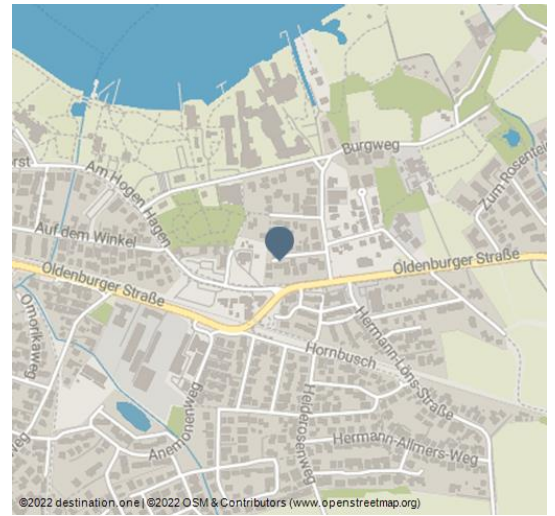 Burgweg
Zum Rosenteich
Am Hogen Hagen
Auf dem Winkel
Oldenburger Straße
Oldenburger Straße
Omorikaweg
Hornbusch
Hermann-Löns-Straße
Heiderosenweg
Anemonenweg
Hermann-Allmers-Weg
©2022 destination.one | ©2022 OSM & Contributors (www.openstreetmap.org)